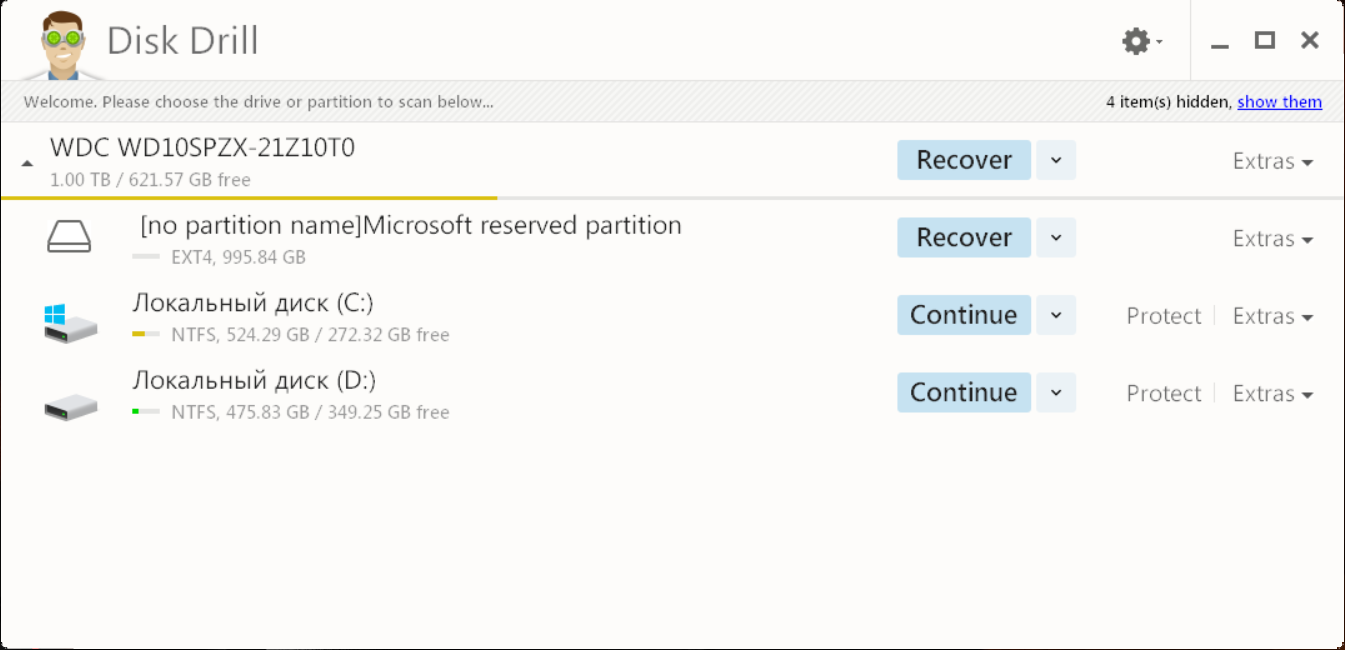 Disk Drill
Welcome. Please choose the drive or partition to scan below...
4 item(s) hidden, show them
WDC WD10SPZX-21Z10T0
1.00 TB / 621.57 GB free
Recover
Extras
[no partition name]Microsoft reserved partition
EXT4, 995.84 GB
Recover
Extras
Локальный диск (C:)
NTFS, 524.29 GB / 272.32 GB free
Continue
Protect
Extras
Локальный диск (D:)
NTFS, 475.83 GB / 349.25 GB free
Continue
Protect
Extras